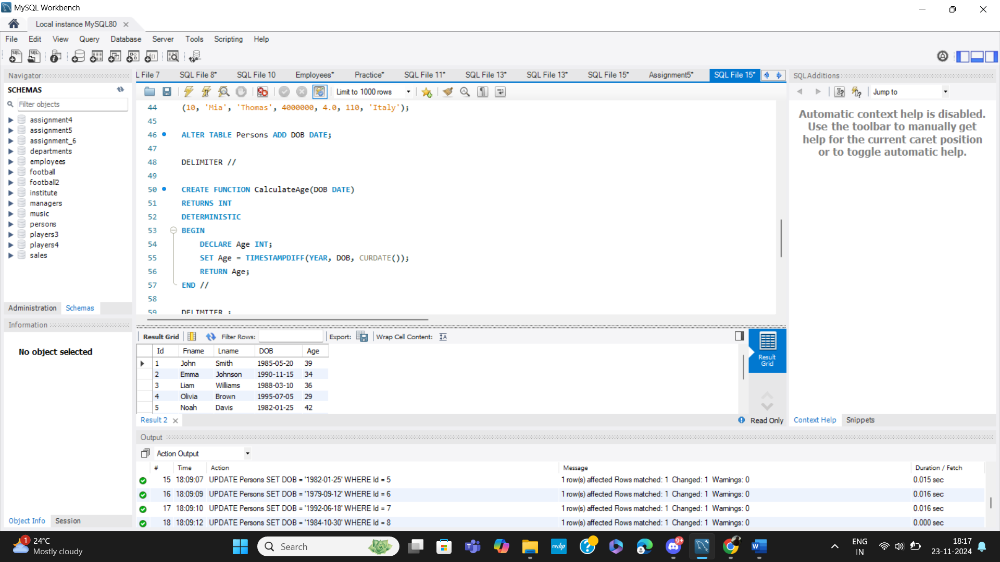 MySQL Workbench
Local instance MySQL80
File Edit View Query Database Server Tools Scripting Help
Navigator
SCHEMAS
Filter objects
assignment4
assignment5
assignment_6
departments
employees
football
football2
institute
managers
music
persons
players3
players4
sales
Administration Schemas
Information
No object selected
Object Info Session
L File 7 SQL File 8* SQL File 10 Employees* Practice* SQL File 11* SQL File 13* SQL File 13* SQL File 15* Assignment5* SQL File 15*
Limit to 1000 rows
44 (10, 'Mia', 'Thomas', 4000000, 4.0, 110, 'Italy');
45
46 ALTER TABLE Persons ADD DOB DATE;
47
48 DELIMITER //
49
50 CREATE FUNCTION CalculateAge(DOB DATE)
51 RETURNS INT
52 DETERMINISTIC
53 BEGIN
54 DECLARE Age INT;
55 SET Age = TIMESTAMPDIFF(YEAR, DOB, CURDATE());
56 RETURN Age;
57 END //
58
59 DELIMITER ;
Result Grid Filter Rows: Export: Wrap Cell Content:
Id Fname Lname DOB Age
1 John Smith 1985-05-20 39
2 Emma Johnson 1990-11-15 34
3 Liam Williams 1988-03-10 36
4 Olivia Brown 1995-07-05 29
5 Noah Davis 1982-01-25 42
Result Grid
Result 2
Read Only
SQLAdditions
Jump to
Automatic context help is disabled.
Use the toolbar to manually get
help for the current caret position
or to toggle automatic help.
Context Help Snippets
Output
Action Output
# Time Action Message Duration / Fetch
15 18:09:07 UPDATE Persons SET DOB = '1982-01-25' WHERE Id = 5 1 row(s) affected Rows matched: 1 Changed: 1 Warnings: 0 0.015 sec
16 18:09:09 UPDATE Persons SET DOB = '1979-09-12' WHERE Id = 6 1 row(s) affected Rows matched: 1 Changed: 1 Warnings: 0 0.016 sec
17 18:09:10 UPDATE Persons SET DOB = '1992-06-18' WHERE Id = 7 1 row(s) affected Rows matched: 1 Changed: 1 Warnings: 0 0.016 sec
18 18:09:12 UPDATE Persons SET DOB = '1984-10-30' WHERE Id = 8 1 row(s) affected Rows matched: 1 Changed: 1 Warnings: 0 0.000 sec
1
24°C
Mostly cloudy
Search
myhp
9+
ENG
IN
18:17
23-11-2024